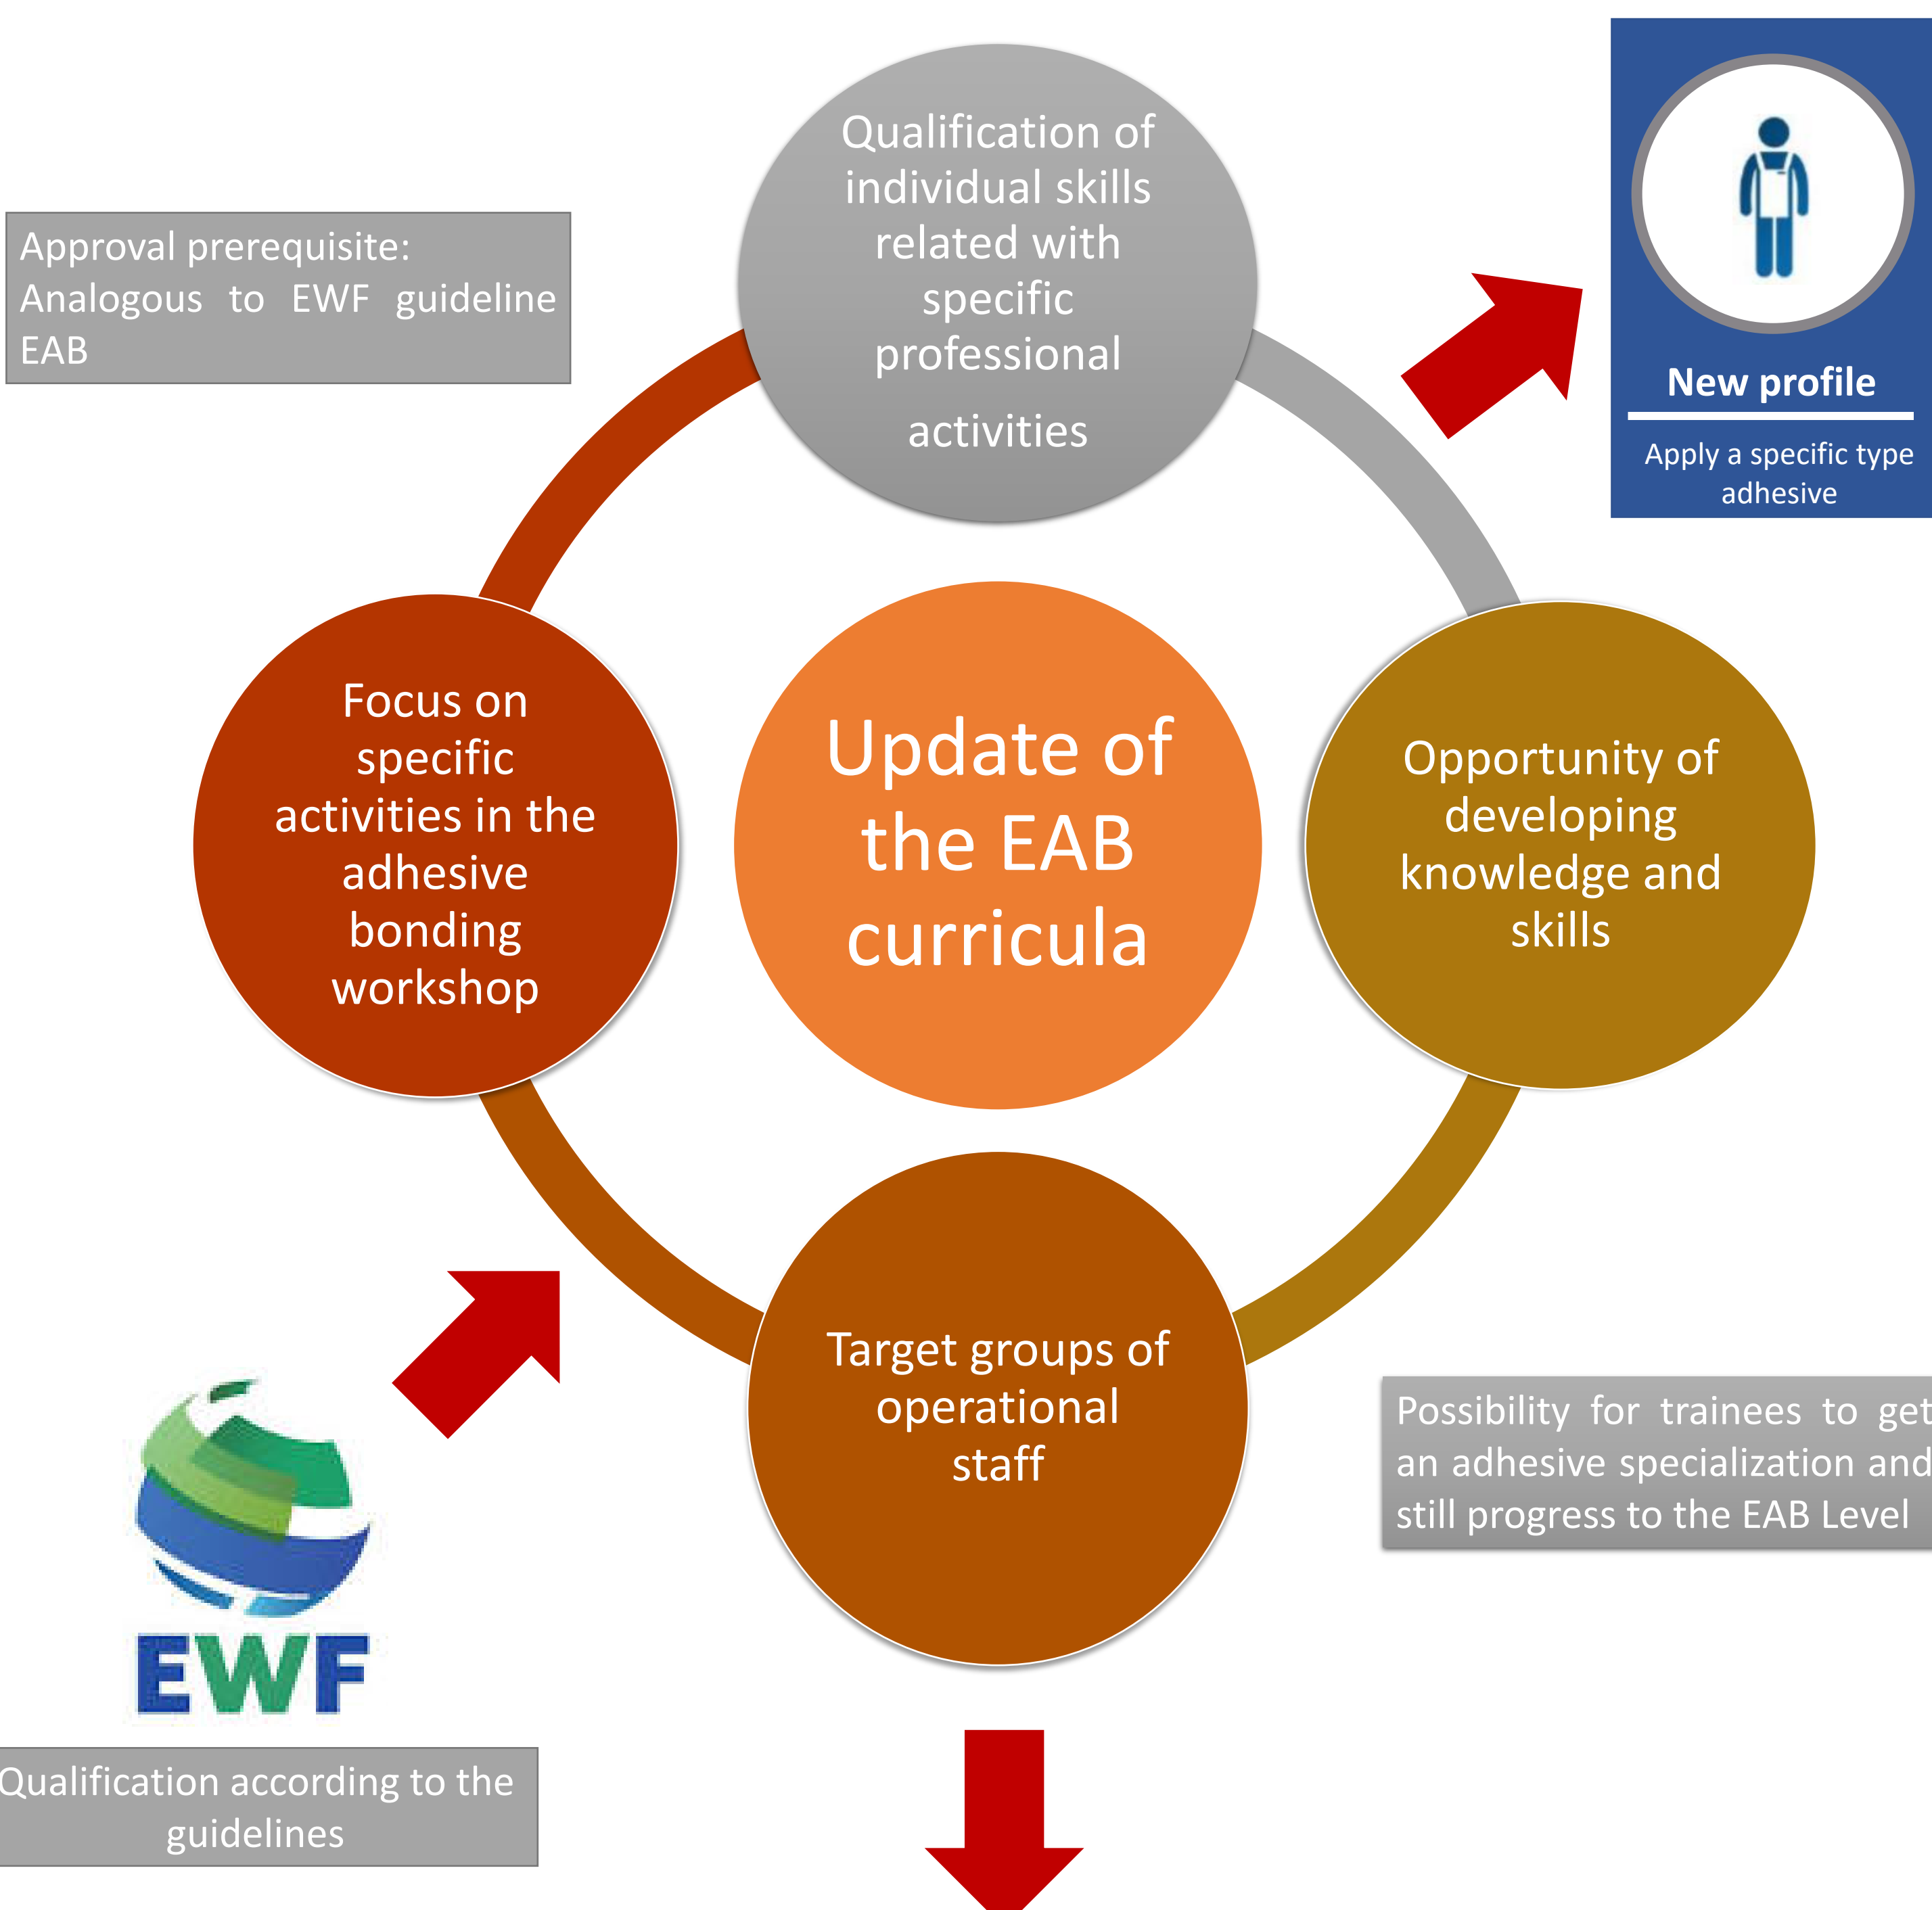 Qualification of
individual skills
related with
specific
professional
activities
Approval prerequisite:
Analogous to EWF guideline
EAB
New profile
Apply a specific type
adhesive
Focus on
specific
activities in the
adhesive
bonding
workshop
Update of
the EAB
curricula
Opportunity of
developing
knowledge and
skills
Target groups of
operational
staff
Possibility for trainees to get
an adhesive specialization and
still progress to the EAB Level
EWF
Qualification according to the
guidelines